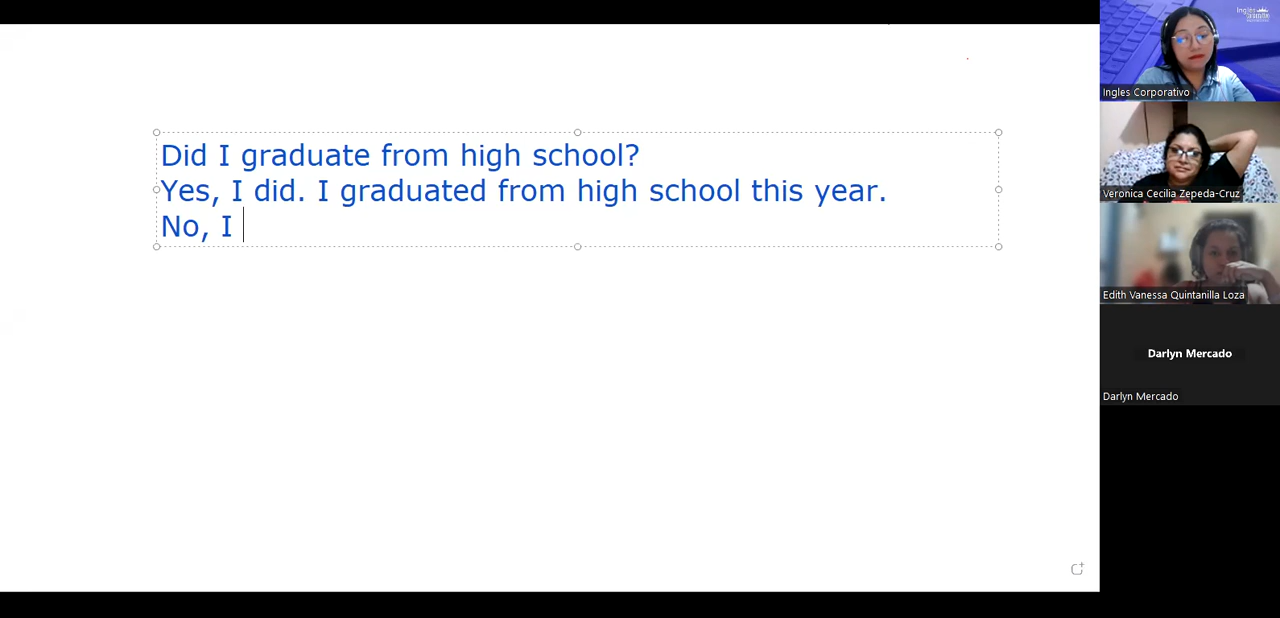 Did I graduate from high school?
Yes, I did. I graduated from high school this year.
No, I
Ingles Corporativo
Veronica Cecilia Zepeda-Cruz
Edith Vanessa Quintanilla Loza
Darlyn Mercado
Darlyn Mercado